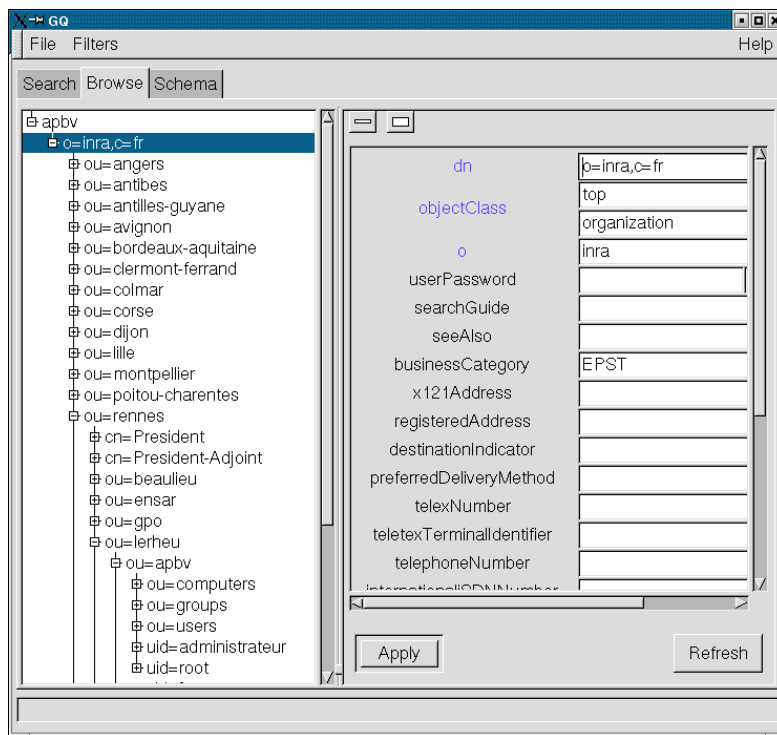 GQ
File Filters Help
Search Browse Schema
apbv
o=inra,c=fr
ou=angers
ou=antibes
ou=antilles-guyane
ou=avignon
ou=bordeaux-aquitaine
ou=clermont-ferrand
ou=colmar
ou=corse
ou=dijon
ou=lille
ou=montpellier
ou=poitou-charentes
ou=rennes
cn=President
cn=President-Adjoint
ou=beaulieu
ou=ensar
ou=gpo
ou=lerheu
ou=apbv
ou=computers
ou=groups
ou=users
uid=administrateur
uid=root
dn o=inra,c=fr
objectClass top
organization
o inra
userPassword
searchGuide
seeAlso
businessCategory EPST
x121Address
registeredAddress
destinationIndicator
preferredDeliveryMethod
telexNumber
teletexTerminalIdentifier
telephoneNumber
internationaliSDNNumber
Apply Refresh